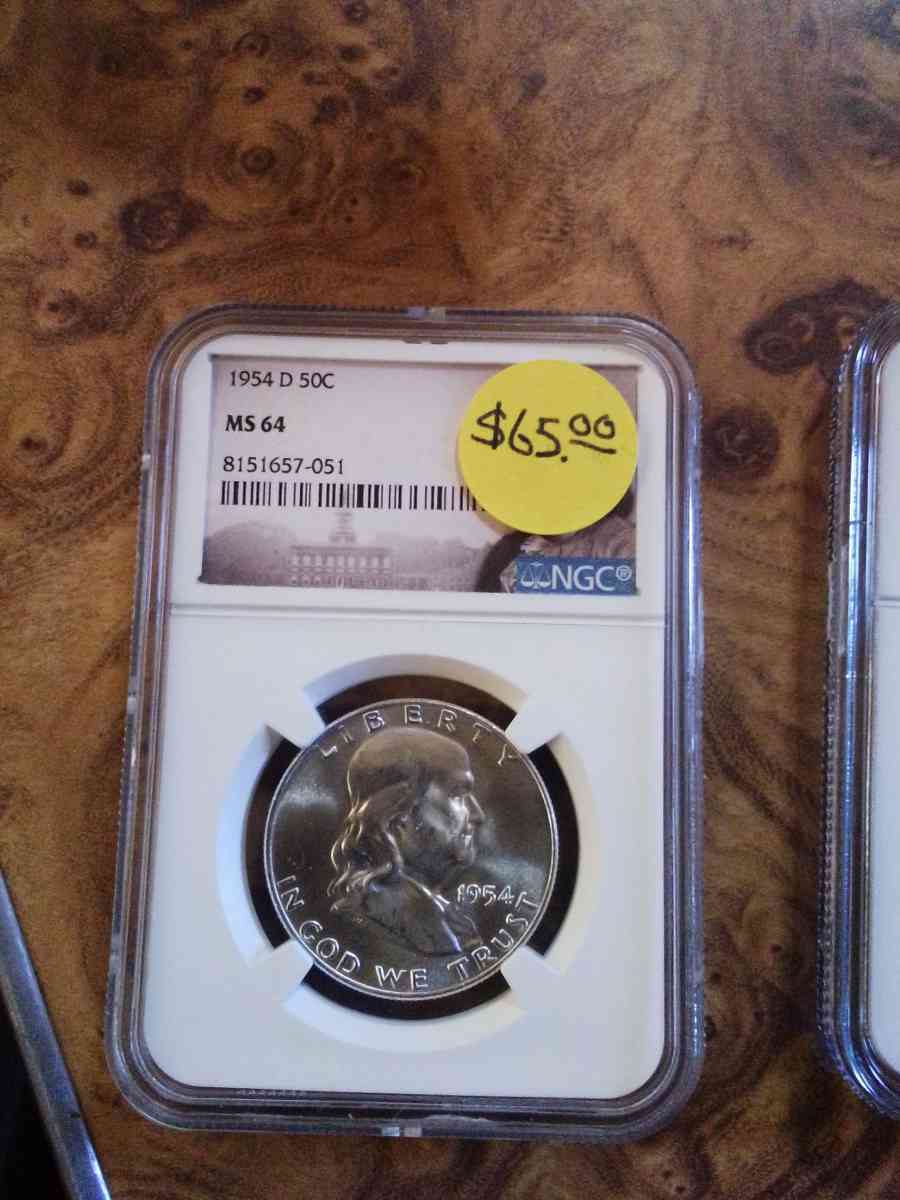 1954 D 50C
MS 64
$65.00
8151657-051
NGC®
LIBERTY
1954
IN GOD WE TRUST